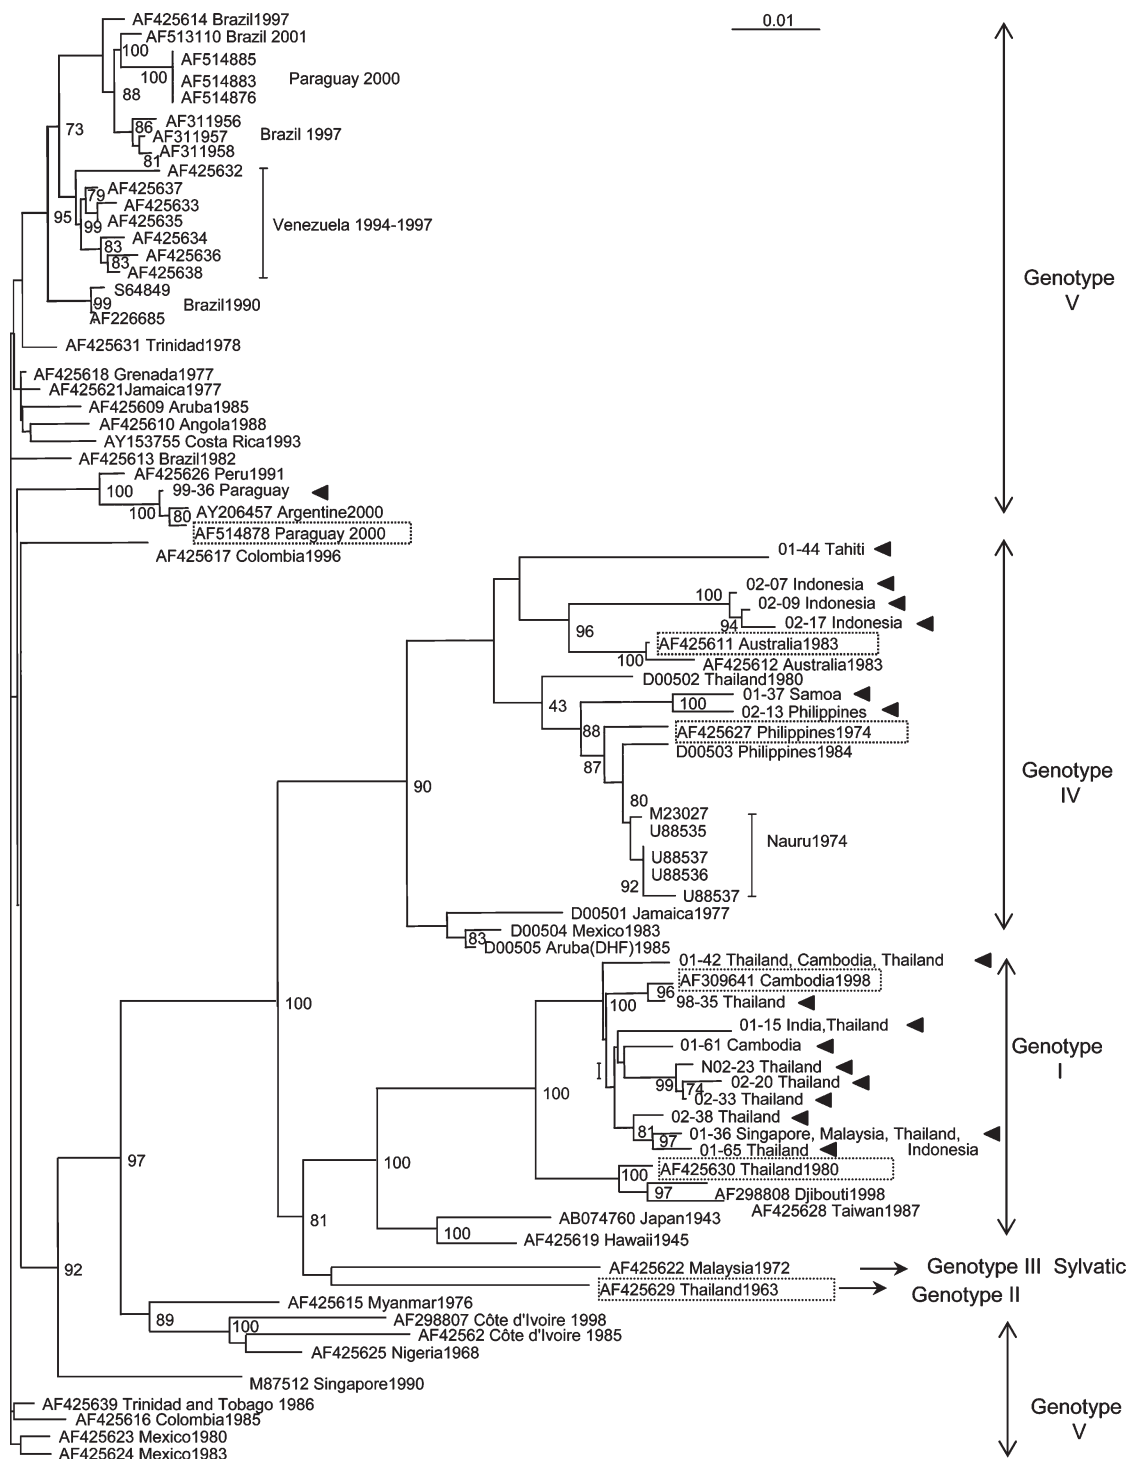 0.01
AF425614 Brazil1997
AF513110 Brazil 2001
100
AF514885
100
AF514883
Paraguay 2000
AF514876
88
AF311956
86
AF311957
Brazil 1997
AF311958
81
73
AF425632
AF425637
79
AF425633
95
AF425635
99
Venezuela 1994-1997
AF425634
83
AF425636
83
AF425638
S64849
99
Brazil1990
AF226685
Genotype
V
AF425631 Trinidad1978
AF425618 Grenada1977
AF425621Jamaica1977
AF425609 Aruba1985
AF425610 Angola1988
AY153755 Costa Rica1993
AF425613 Brazil1982
AF425626 Peru1991
100
99-36 Paraguay
100
AY206457 Argentine2000
80
AF514878 Paraguay 2000
AF425617 Colombia1996
01-44 Tahiti
02-07 Indonesia
100
02-09 Indonesia
94
02-17 Indonesia
96
AF425611 Australia1983
100
AF425612 Australia1983
D00502 Thailand1980
01-37 Samoa
100
02-13 Philippines
43
88
AF425627 Philippines1974
D00503 Philippines1984
87
Genotype
IV
90
80
M23027
U88535
Nauru1974
U88537
U88536
92
U88537
D00501 Jamaica1977
D00504 Mexico1983
83
D00505 Aruba(DHF)1985
01-42 Thailand, Cambodia, Thailand
AF309641 Cambodia1998
96
100
98-35 Thailand
100
01-15 India,Thailand
01-61 Cambodia
Genotype
I
N02-23 Thailand
99
02-20 Thailand
74
02-33 Thailand
100
02-38 Thailand
81
01-36 Singapore, Malaysia, Thailand,
Indonesia
97
01-65 Thailand
97
100
AF425630 Thailand1980
100
AF298808 Djibouti1998
97
AF425628 Taiwan1987
AB074760 Japan1943
81
100
AF425619 Hawaii1945
92
AF425622 Malaysia1972
Genotype III Sylvatic
AF425629 Thailand1963
Genotype II
AF425615 Myanmar1976
89
AF298807 Côte d'Ivoire 1998
100
AF42562 Côte d'Ivoire 1985
AF425625 Nigeria1968
M87512 Singapore1990
AF425639 Trinidad and Tobago 1986
AF425616 Colombia1985
Genotype
V
AF425623 Mexico1980
AF425624 Mexico1983